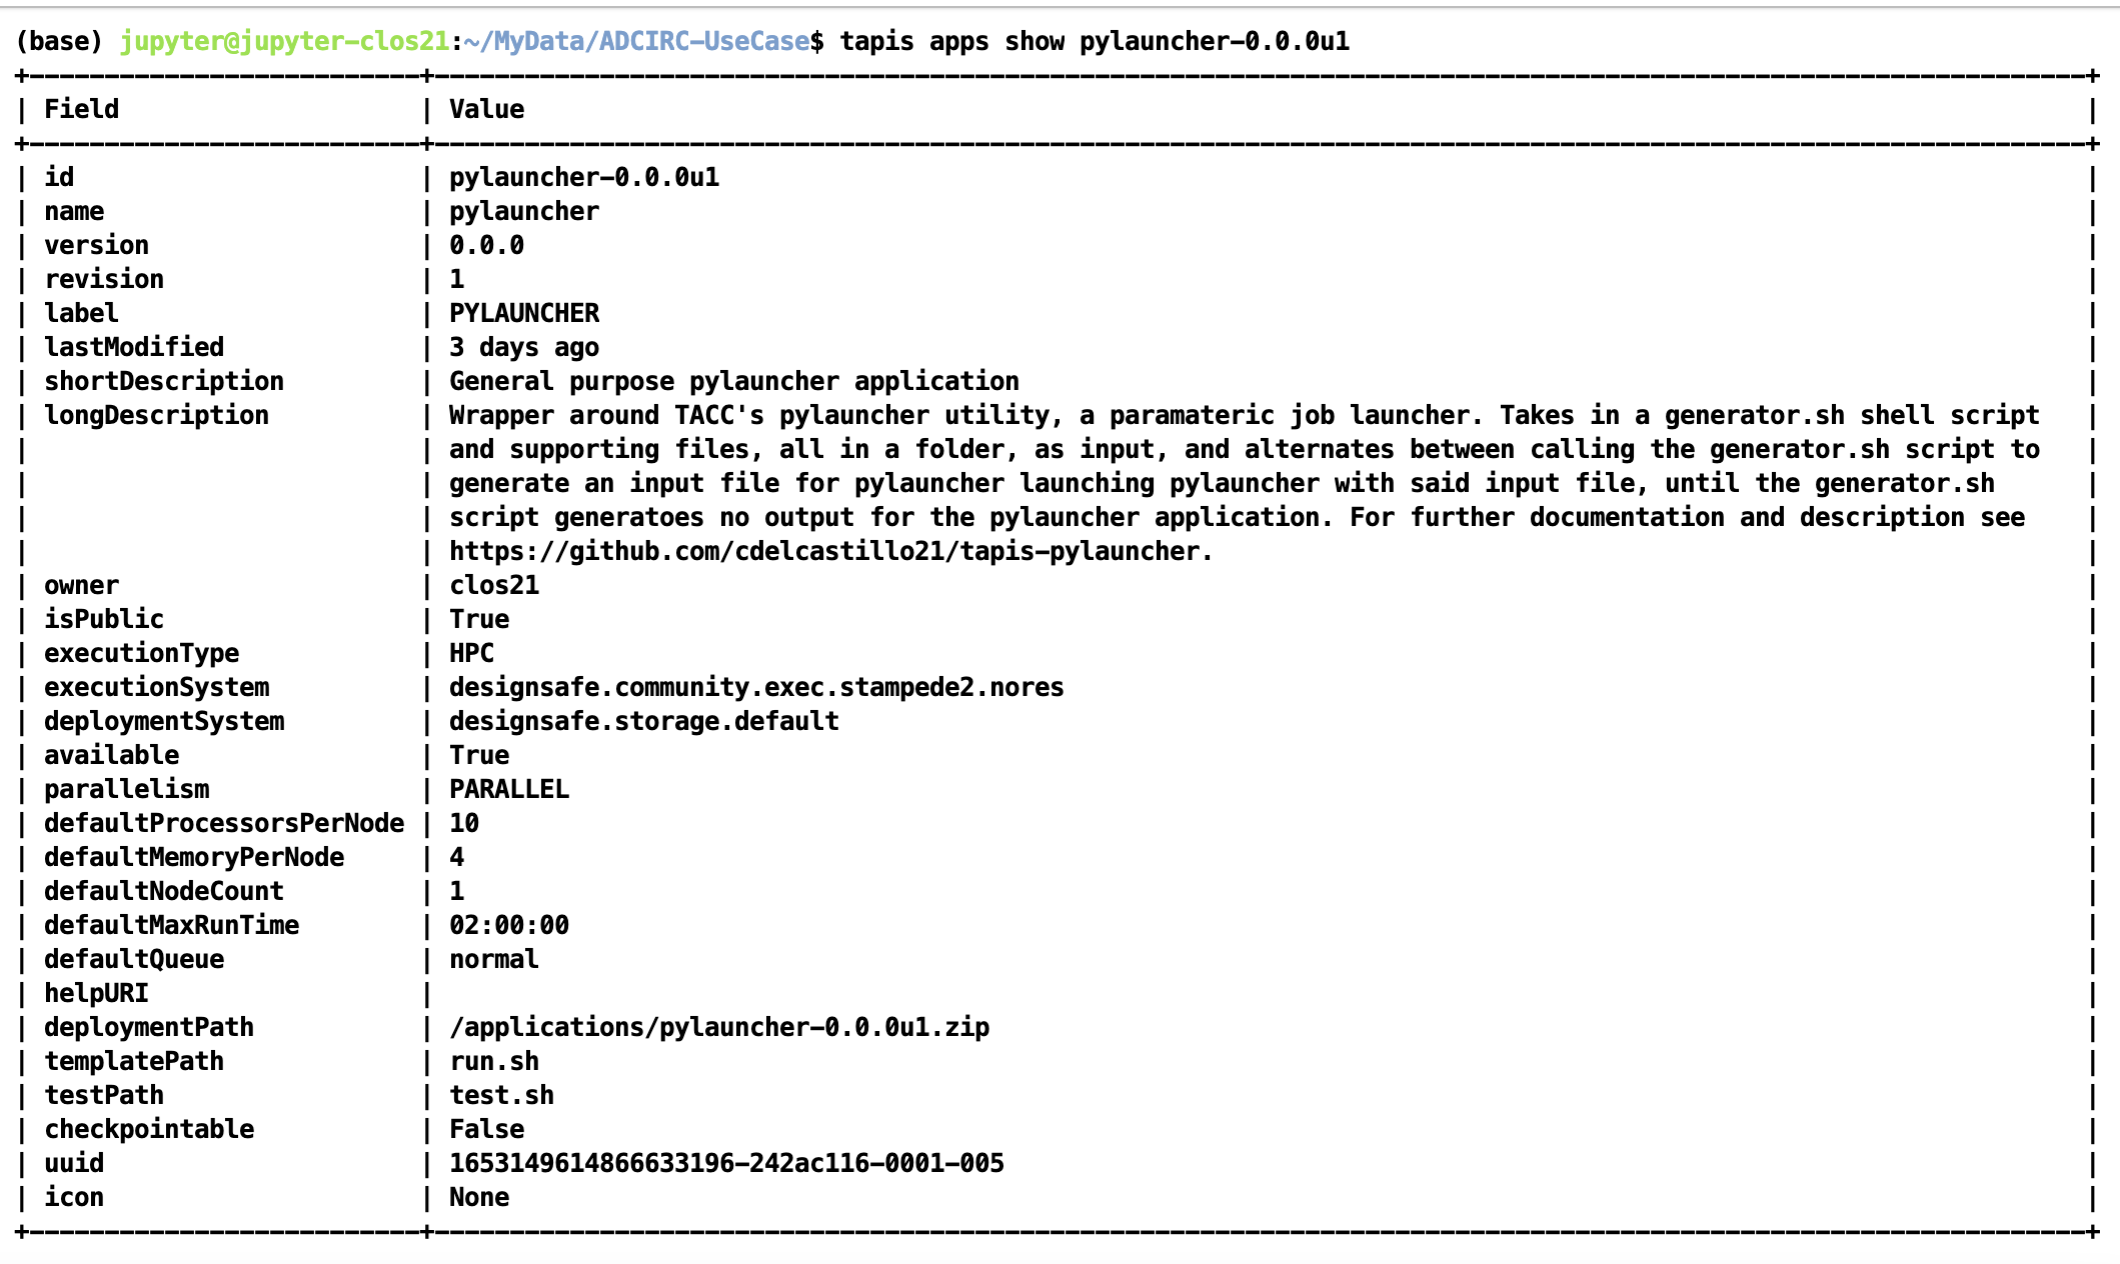 (base) jupyter@jupyter-clos21:~/MyData/ADCIRC-UseCase$ tapis apps show pylauncher-0.0.0u1
| Field | Value |
| id | pylauncher-0.0.0u1 |
| name | pylauncher |
| version | 0.0.0 |
| revision | 1 |
| label | PYLAUNCHER |
| lastModified | 3 days ago |
| shortDescription | General purpose pylauncher application |
| longDescription | Wrapper around TACC's pylauncher utility, a paramateric job launcher. Takes in a generator.sh shell script |
| | and supporting files, all in a folder, as input, and alternates between calling the generator.sh script to |
| | generate an input file for pylauncher launching pylauncher with said input file, until the generator.sh |
| | script generatoes no output for the pylauncher application. For further documentation and description see |
| | https://github.com/cdelcastillo21/tapis-pylauncher. |
| owner | clos21 |
| isPublic | True |
| executionType | HPC |
| executionSystem | designsafe.community.exec.stampede2.nores |
| deploymentSystem | designsafe.storage.default |
| available | True |
| parallelism | PARALLEL |
| defaultProcessorsPerNode | 10 |
| defaultMemoryPerNode | 4 |
| defaultNodeCount | 1 |
| defaultMaxRunTime | 02:00:00 |
| defaultQueue | normal |
| helpURI | |
| deploymentPath | /applications/pylauncher-0.0.0u1.zip |
| templatePath | run.sh |
| testPath | test.sh |
| checkpointable | False |
| uuid | 1653149614866633196-242ac116-0001-005 |
| icon | None |